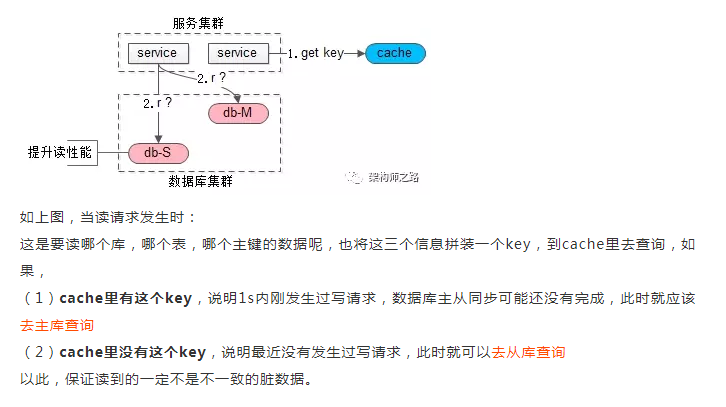 服务集群
service
service
1.get key
cache
2.r？
2.r？
db-M
提升读性能
db-S
数据库集群
架构师之路
如上图，当读请求发生时：
这是要读哪个库，哪个表，哪个主键的数据呢，也将这三个信息拼装一个key，到cache里去查询，如
果，
（1）cache里有这个key，说明1s内刚发生过写请求，数据库主从同步可能还没有完成，此时就应该
去主库查询
（2）cache里没有这个key，说明最近没有发生过写请求，此时就可以去从库查询
以此，保证读到的一定不是不一致的脏数据。